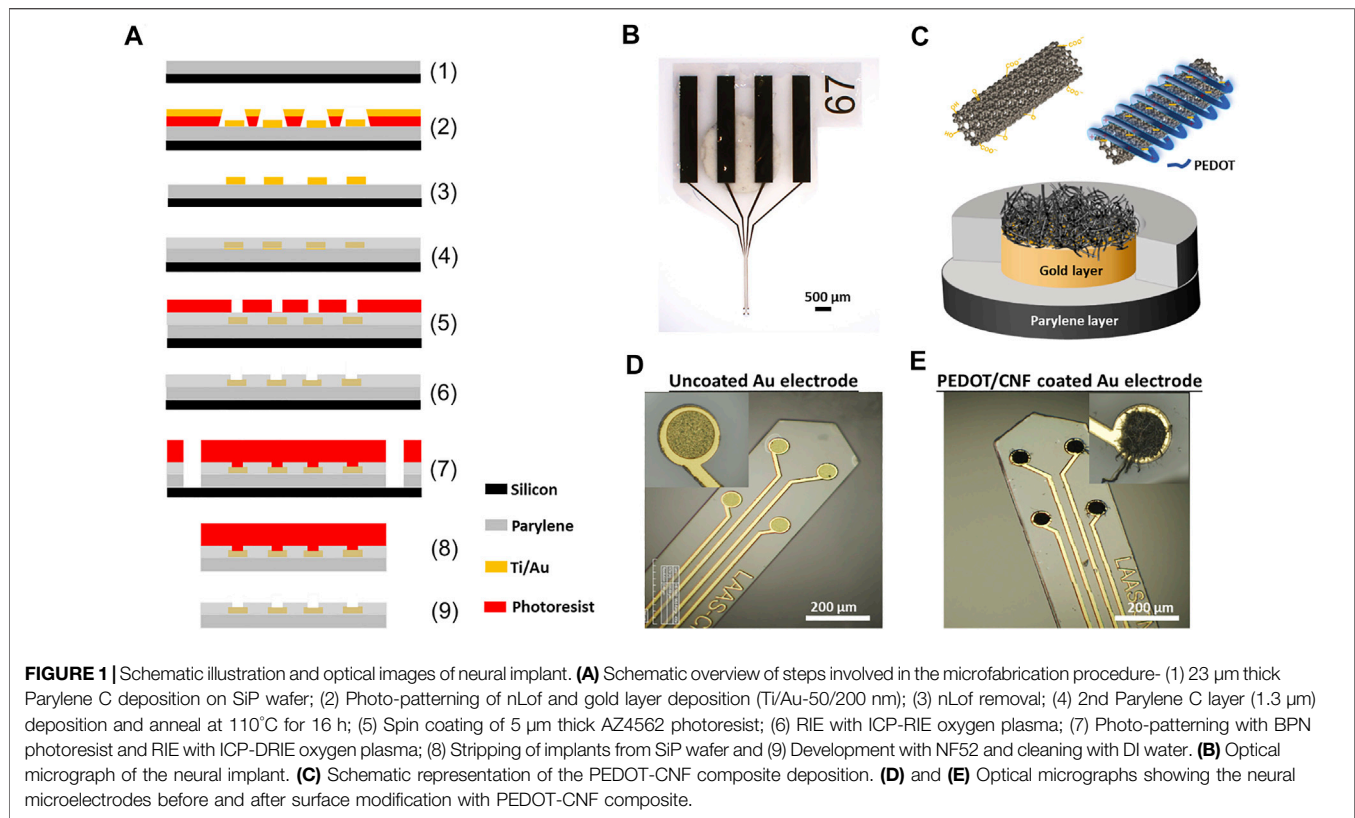 A
(1)
(2)
(3)
(4)
(5)
(6)
(7)
(8)
(9)
Silicon
Parylene
Ti/Au
Photoresist
B
67
500 µm
C
COO⁻
PEDOT
Gold layer
Parylene layer
D
Uncoated Au electrode
LAAS-C
200 µm
E
PEDOT/CNF coated Au electrode
LAAS
200 µm
FIGURE 1 | Schematic illustration and optical images of neural implant. (A) Schematic overview of steps involved in the microfabrication procedure- (1) 23 µm thick
Parylene C deposition on SiP wafer; (2) Photo-patterning of nLof and gold layer deposition (Ti/Au-50/200 nm); (3) nLof removal; (4) 2nd Parylene C layer (1.3 µm)
deposition and anneal at 110°C for 16 h; (5) Spin coating of 5 µm thick AZ4562 photoresist; (6) RIE with ICP-RIE oxygen plasma; (7) Photo-patterning with BPN
photoresist and RIE with ICP-DRIE oxygen plasma; (8) Stripping of implants from SiP wafer and (9) Development with NF52 and cleaning with DI water. (B) Optical
micrograph of the neural implant. (C) Schematic representation of the PEDOT-CNF composite deposition. (D) and (E) Optical micrographs showing the neural
microelectrodes before and after surface modification with PEDOT-CNF composite.